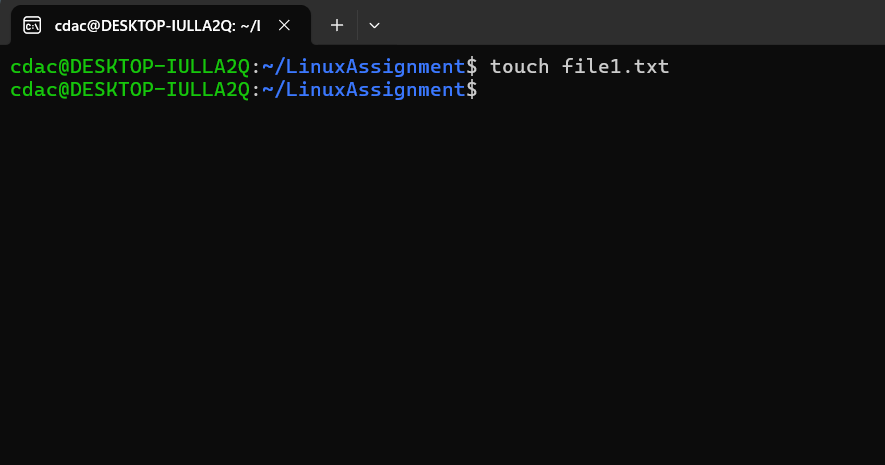 cdac@DESKTOP-IULLA2Q: ~/L
cdac@DESKTOP-IULLA2Q:~/LinuxAssignment$ touch file1.txt
cdac@DESKTOP-IULLA2Q:~/LinuxAssignment$